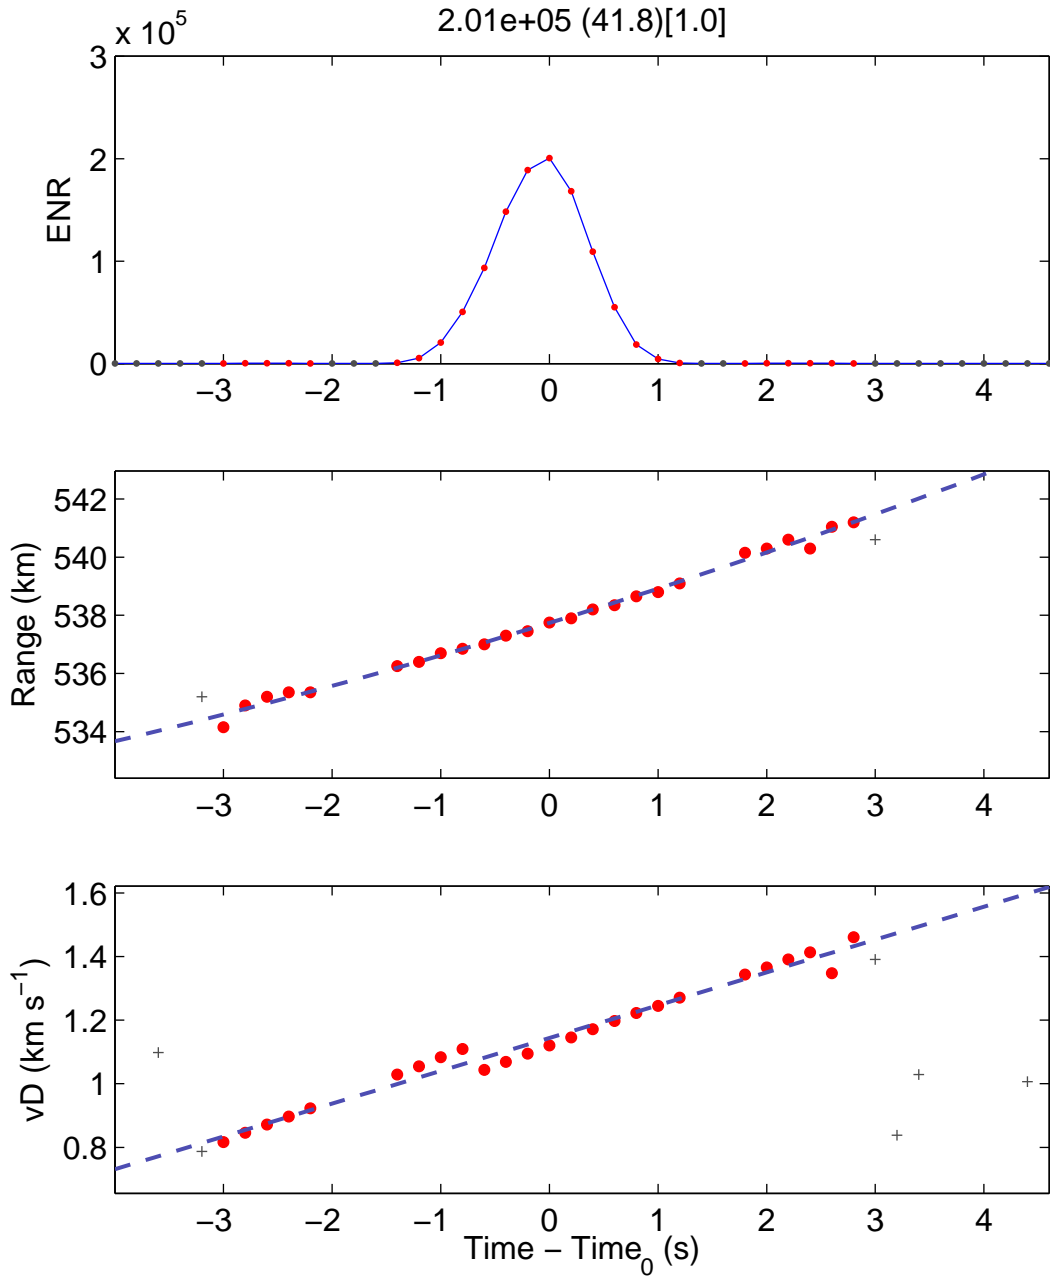 2.01e+05 (41.8)[1.0]
x 10^5
3
2
1
0
ENR
−3 −2 −1 0 1 2 3 4
542
540
538
536
534
Range (km)
−3 −2 −1 0 1 2 3 4
1.6
1.4
1.2
1
0.8
vD (km s^−1)
−3 −2 −1 0 1 2 3 4
Time − Time_0 (s)